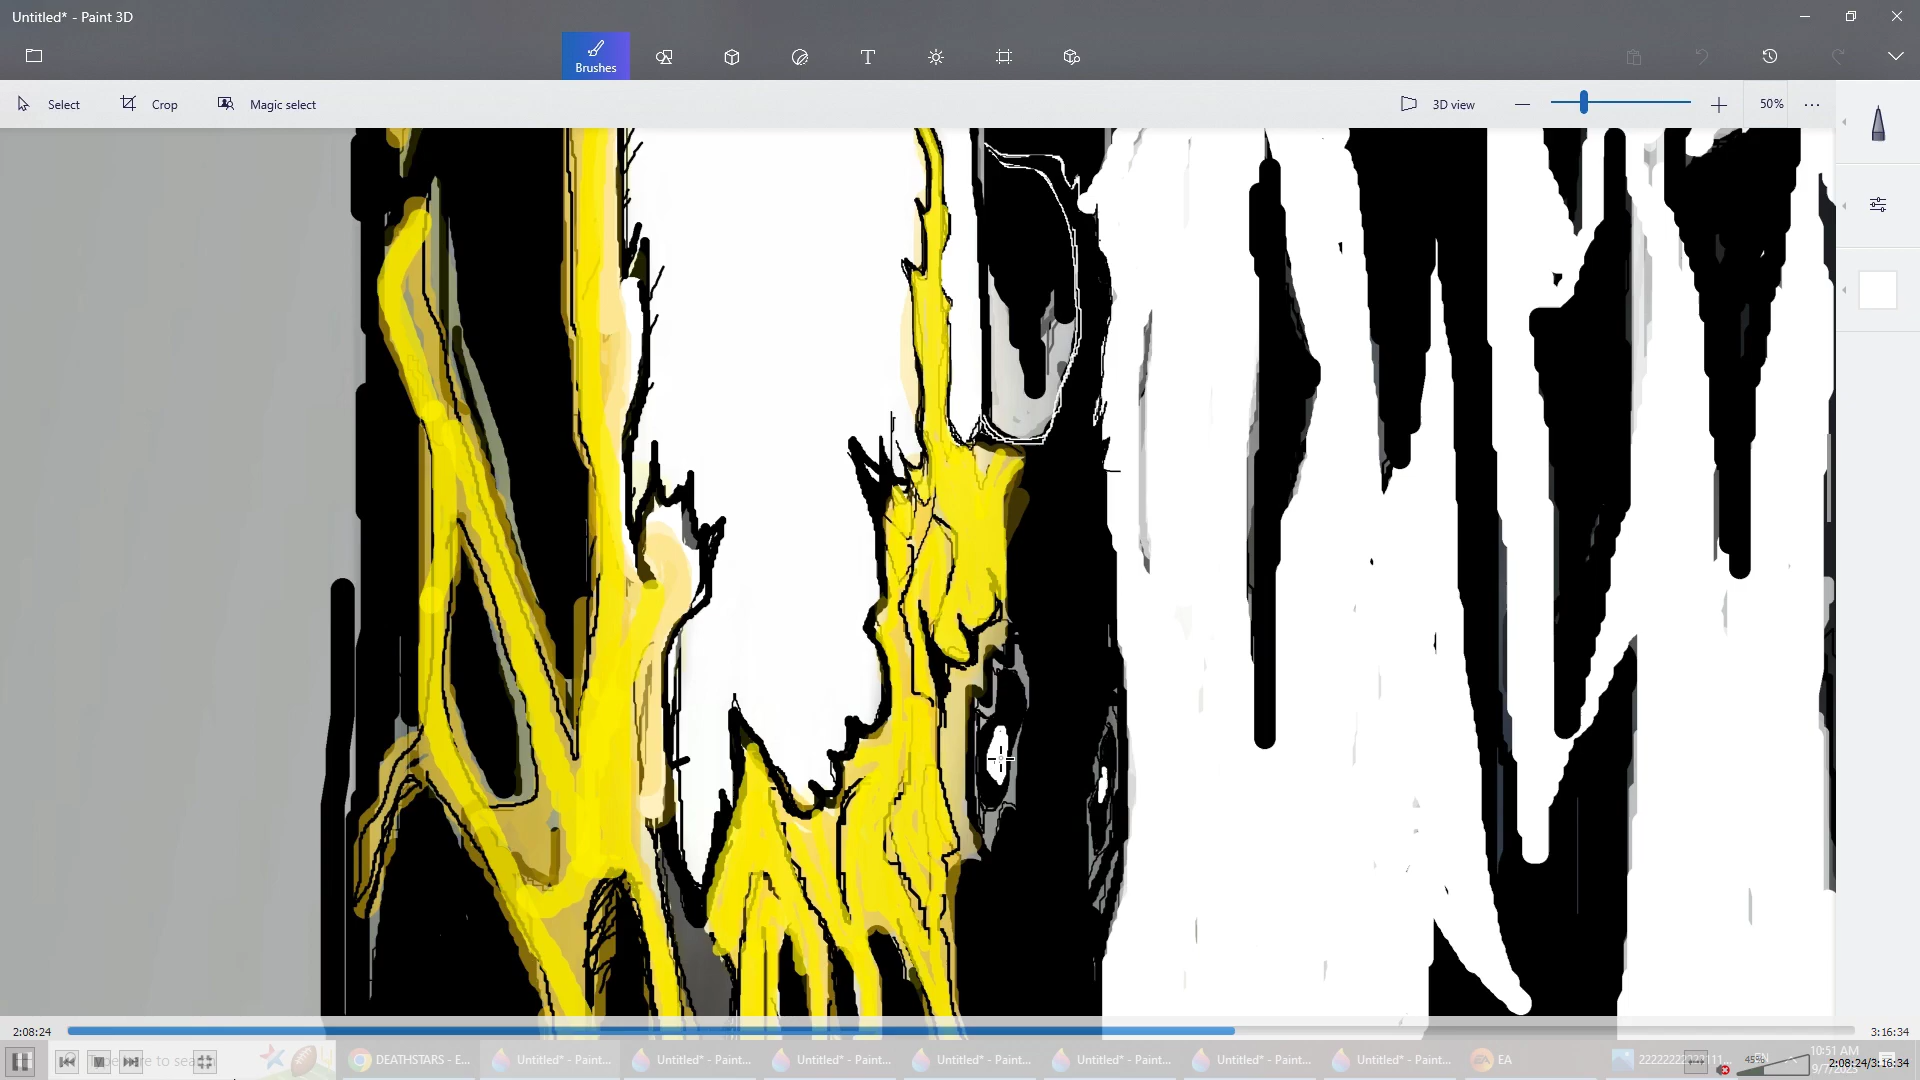 Untitled* - Paint 3D
Brushes
Select
Crop
Magic select
3D view
50%
2:08:24
3:16:34
DEATHSTARS - E...
Untitled* - Paint...
Untitled* - Paint...
Untitled* - Paint...
Untitled* - Paint...
Untitled* - Paint...
Untitled* - Paint...
Untitled* - Paint...
EA
EA
45%
10:51 AM
2:08:24/3:16:34